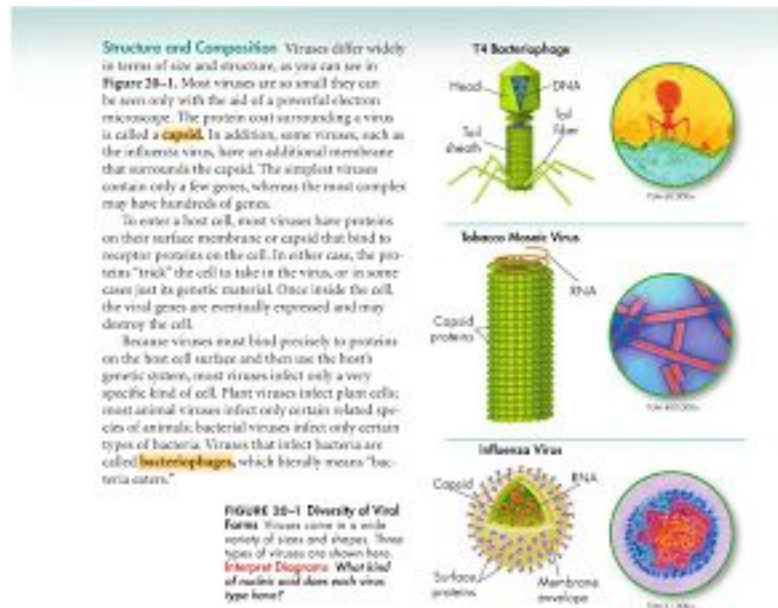 Structure and Composition Viruses differ widely
in terms of size and structure, as you can see in
Figure 20–1. Most viruses are so small they can
be seen only with the aid of a powerful electron
microscope. The protein coat surrounding a virus
is called a capsid. In addition, some viruses, such as
the influenza virus, have an additional membrane
that surrounds the capsid. The simplest viruses
contain only a few genes, whereas the most complex
may have hundreds of genes.
To enter a host cell, most viruses have proteins
on their surface membrane or capsid that bind to
receptor proteins on the cell. In either case, the pro-
teins "trick" the cell to take in the virus, or in some
cases just its genetic material. Once inside the cell,
the viral genes are eventually expressed and may
destroy the cell.
Because viruses must bind precisely to proteins
on the host cell surface and then use the host's
genetic system, most viruses infect only a very
specific kind of cell. Plant viruses infect plant cells;
most animal viruses infect only certain related spe-
cies of animals; bacterial viruses infect only certain
types of bacteria. Viruses that infect bacteria are
called bacteriophages, which literally means "bac-
teria eaters."
FIGURE 20–1 Diversity of Viral
Forms Viruses come in a wide
variety of sizes and shapes. Three
types of viruses are shown here.
Interpret Diagrams What kind
of nucleic acid does each virus
type have?
T4 Bacteriophage
Head
DNA
Tail
sheath
Tail
fiber
Tobacco Mosaic Virus
RNA
Capsid
proteins
Influenza Virus
Capsid
RNA
Surface
proteins
Membrane
envelope